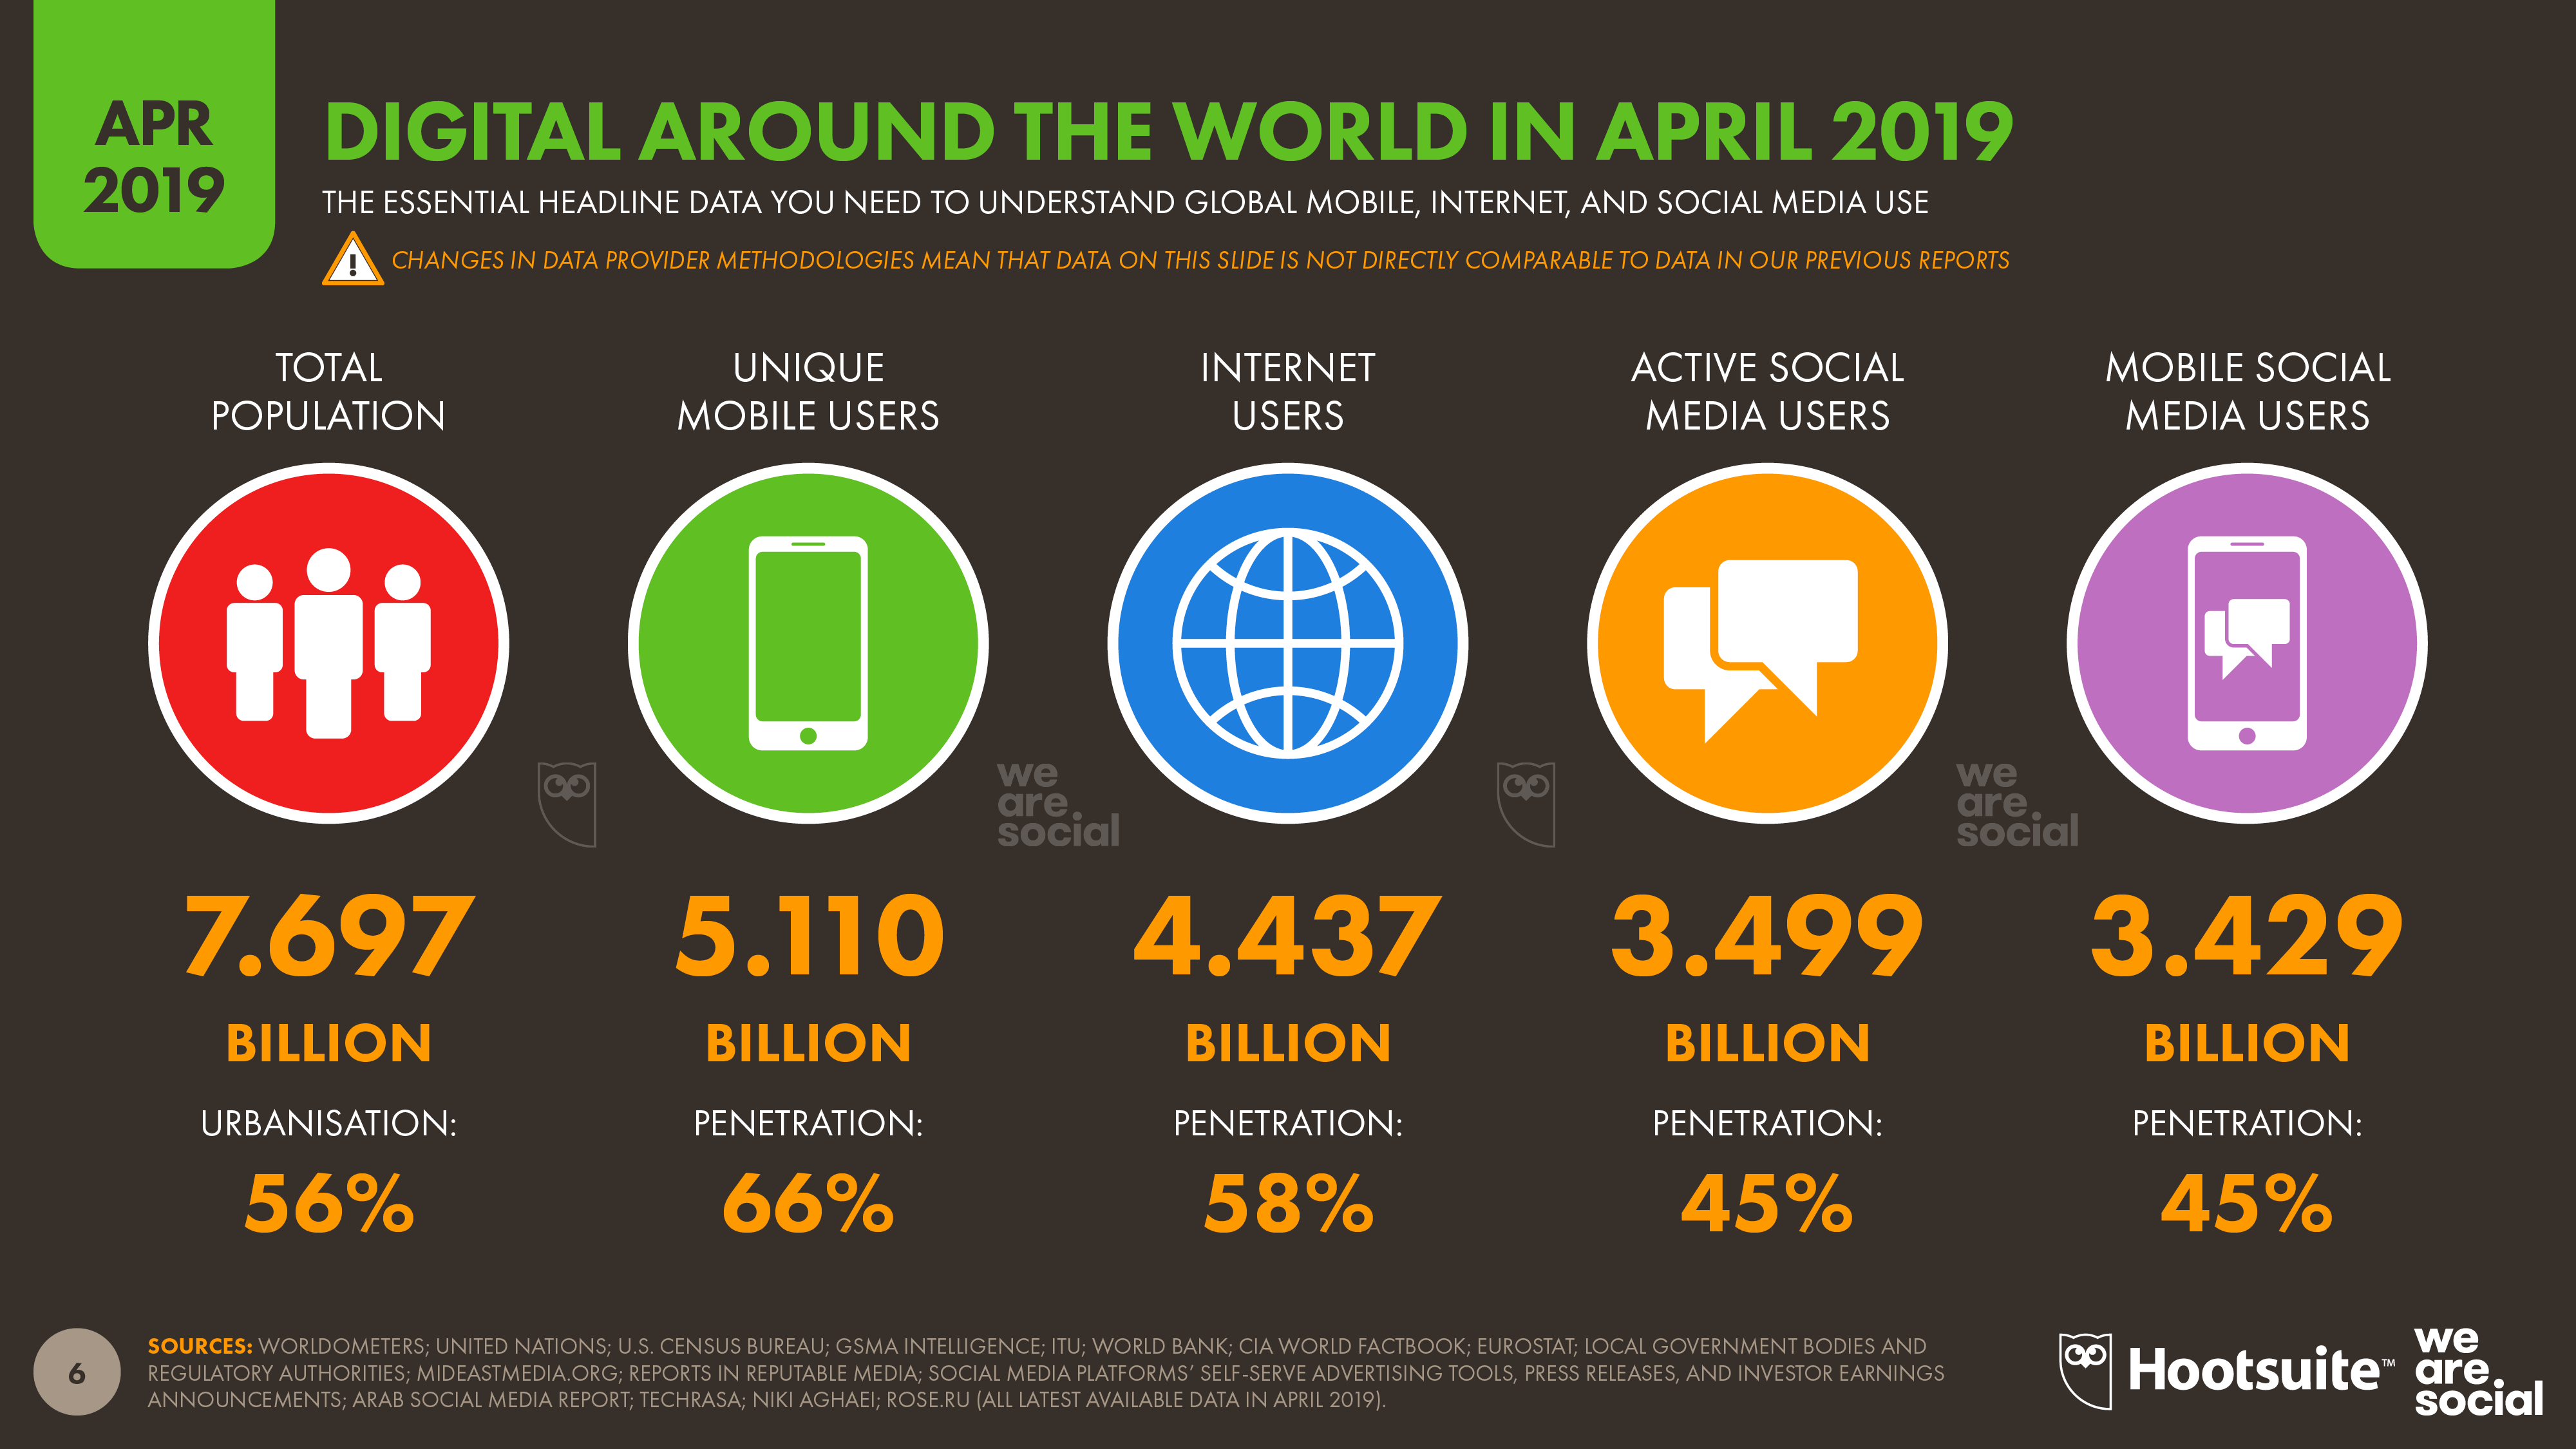 APR
2019
DIGITAL AROUND THE WORLD IN APRIL 2019
THE ESSENTIAL HEADLINE DATA YOU NEED TO UNDERSTAND GLOBAL MOBILE, INTERNET, AND SOCIAL MEDIA USE
CHANGES IN DATA PROVIDER METHODOLOGIES MEAN THAT DATA ON THIS SLIDE IS NOT DIRECTLY COMPARABLE TO DATA IN OUR PREVIOUS REPORTS
TOTAL
POPULATION
7.697
BILLION
URBANISATION:
56%
UNIQUE
MOBILE USERS
5.110
BILLION
PENETRATION:
66%
INTERNET
USERS
4.437
BILLION
PENETRATION:
58%
ACTIVE SOCIAL
MEDIA USERS
3.499
BILLION
PENETRATION:
45%
MOBILE SOCIAL
MEDIA USERS
3.429
BILLION
PENETRATION:
45%
we
are
social
we
are
social
6
SOURCES: WORLDOMETERS; UNITED NATIONS; U.S. CENSUS BUREAU; GSMA INTELLIGENCE; ITU; WORLD BANK; CIA WORLD FACTBOOK; EUROSTAT; LOCAL GOVERNMENT BODIES AND
REGULATORY AUTHORITIES; MIDEASTMEDIA.ORG; REPORTS IN REPUTABLE MEDIA; SOCIAL MEDIA PLATFORMS’ SELF-SERVE ADVERTISING TOOLS, PRESS RELEASES, AND INVESTOR EARNINGS
ANNOUNCEMENTS; ARAB SOCIAL MEDIA REPORT; TECHRASA; NIKI AGHAEI; ROSE.RU (ALL LATEST AVAILABLE DATA IN APRIL 2019).
Hootsuite™
we
are
social